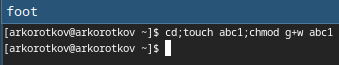 foot
[arkorotkov@arkorotkov ~]$ cd;touch abc1;chmod g+w abc1
[arkorotkov@arkorotkov ~]$